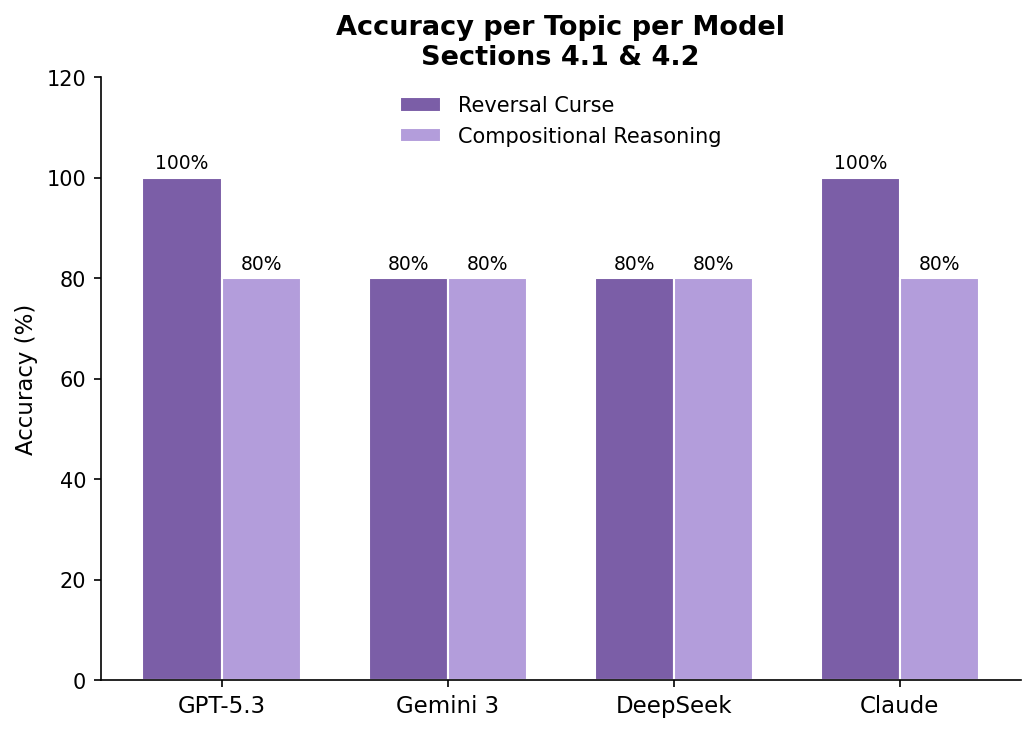 Accuracy per Topic per Model
Sections 4.1 & 4.2
120
Reversal Curse
Compositional Reasoning
100% 100%
100
80% 80% 80% 80% 80% 80%
80
Accuracy (%)
60
40
20
0
GPT-5.3 Gemini 3 DeepSeek Claude